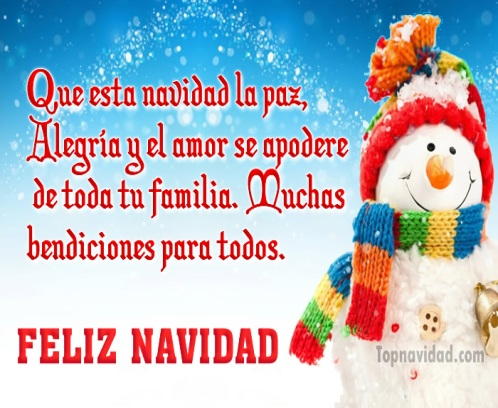 Que esta navidad la paz,
Alegría y el amor se apodere
de toda tu familia. Muchas
bendiciones para todos.
FELIZ NAVIDAD
Topnavidad.com